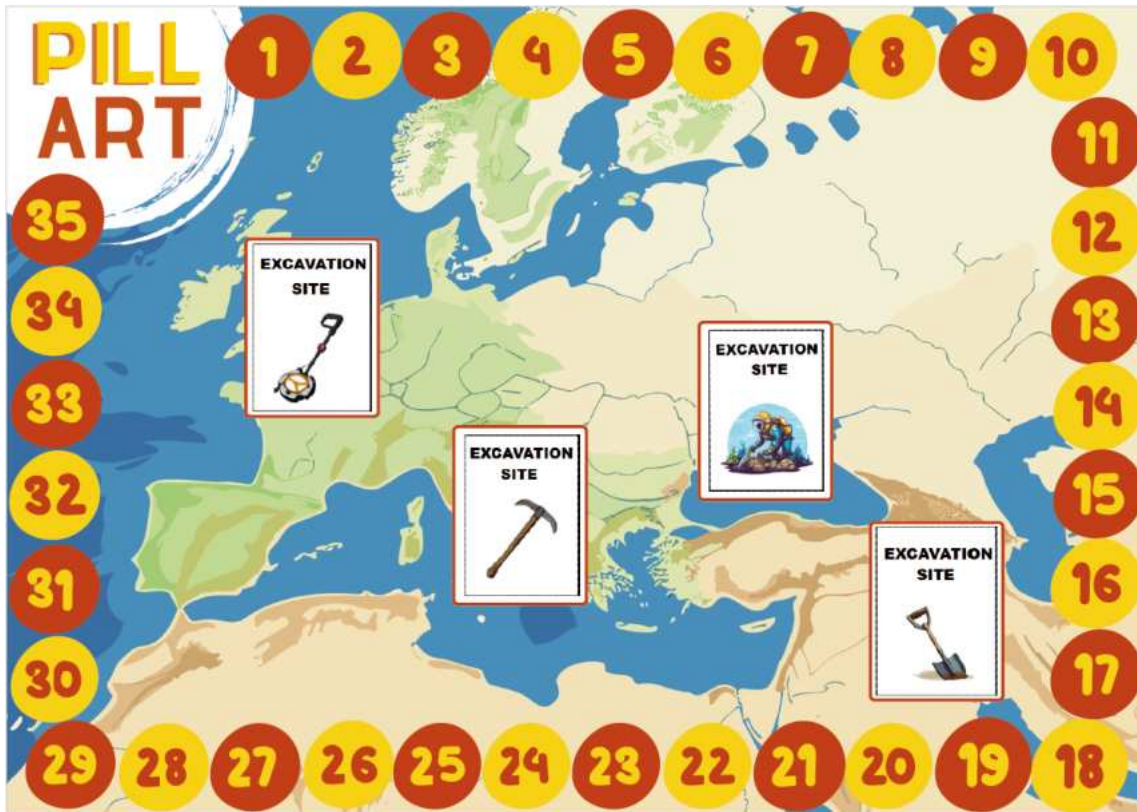 PILL
ART
1 2 3 4 5 6 7 8 9 10
11
12
13
14
15
16
17
18
19
20
21
22
23
24
25
26
27
28
29
30
31
32
33
34
35
EXCAVATION
SITE
EXCAVATION
SITE
EXCAVATION
SITE
EXCAVATION
SITE